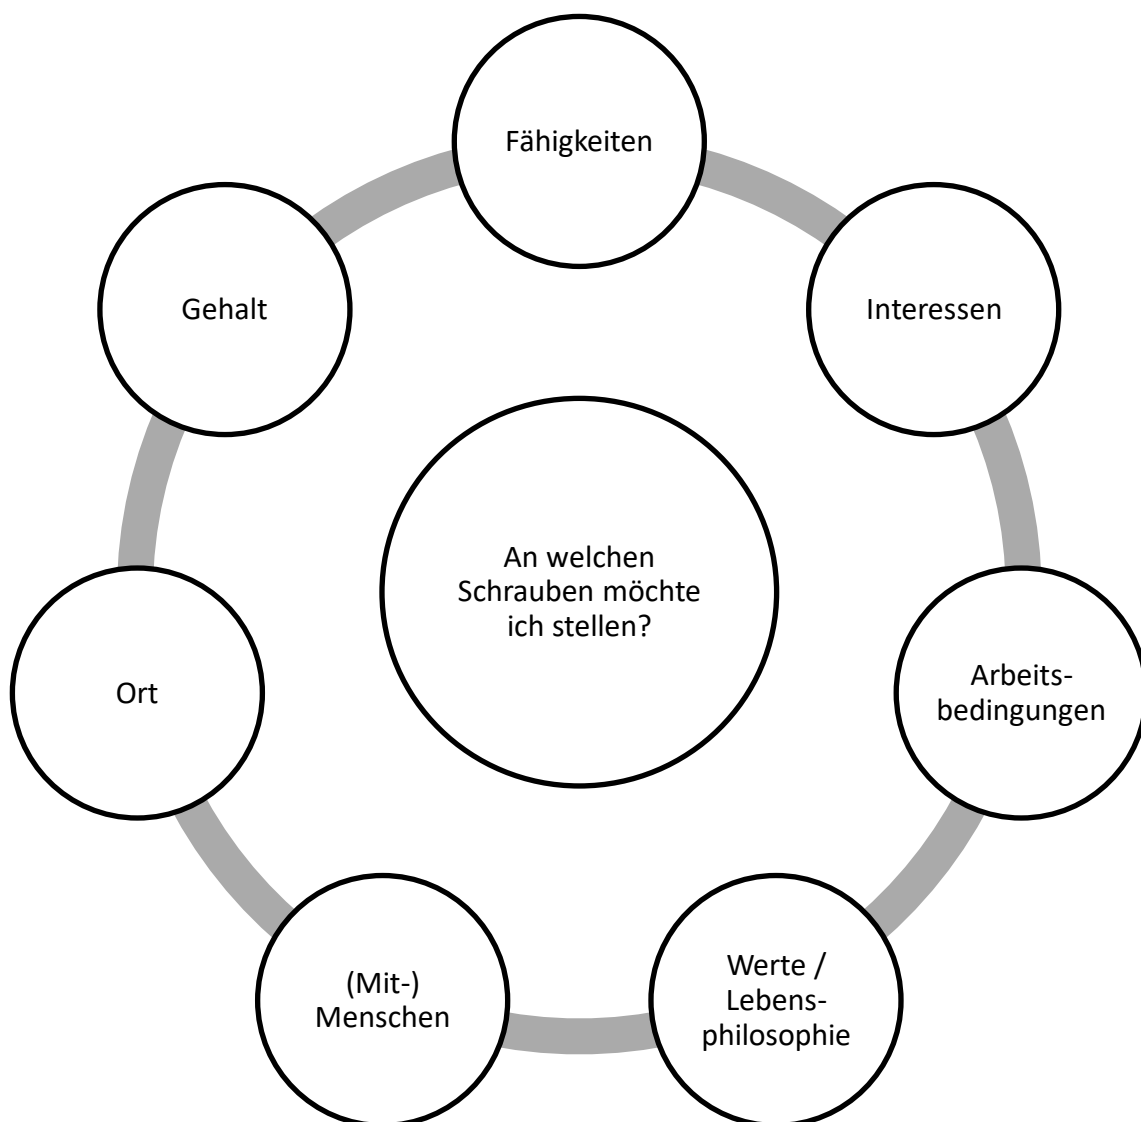 Fähigkeiten
Interessen
Arbeits-
bedingungen
Werte /
Lebens-
philosophie
(Mit-)
Menschen
Ort
Gehalt
An welchen
Schrauben möchte
ich stellen?